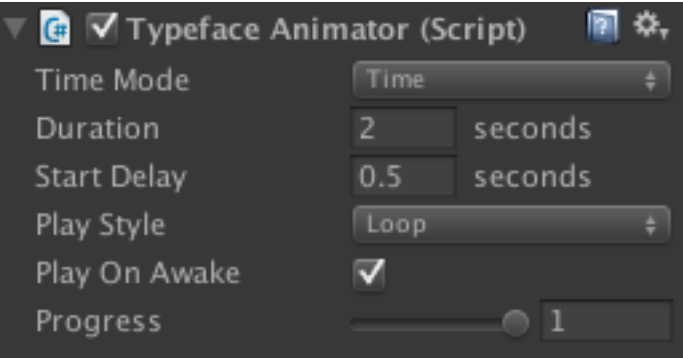 Typeface Animator (Script)
Time Mode Time
Duration 2 seconds
Start Delay 0.5 seconds
Play Style Loop
Play On Awake
Progress 1